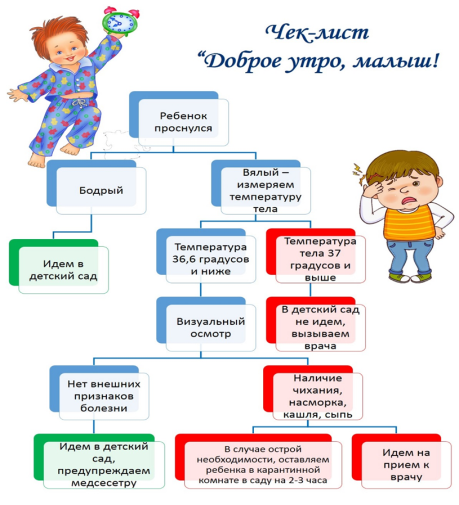 Чек-лист
“Доброе утро, малыш!
Ребенок
проснулся
Бодрый
Вялый –
измеряем
температуру
тела
Идем в
детский сад
Температура
36,6 градусов
и ниже
Температура
тела 37
градусов и
выше
Визуальный
осмотр
В детский сад
не идем,
вызываем
врача
Нет внешних
признаков
болезни
Наличие
чихания,
насморка,
кашля, сыпь
Идем в детский
сад,
предупреждаем
медсестру
В случае острой
необходимости, оставляем
ребенка в карантинной
комнате в саду на 2-3 часа
Идем на
прием к
врачу